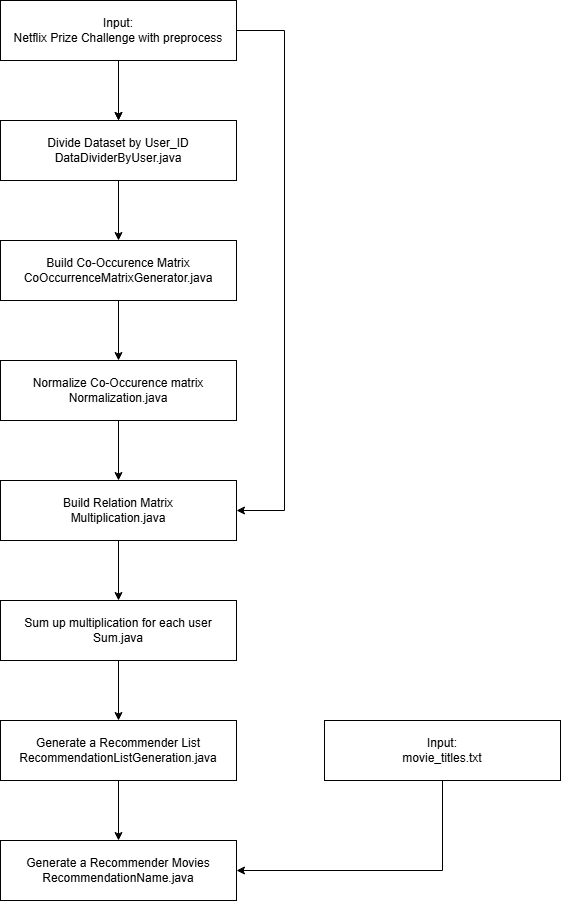 Input:
Netflix Prize Challenge with preprocess
Divide Dataset by User_ID
DataDividerByUser.java
Build Co-Occurence Matrix
CoOccurrenceMatrixGenerator.java
Normalize Co-Occurence matrix
Normalization.java
Build Relation Matrix
Multiplication.java
Sum up multiplication for each user
Sum.java
Generate a Recommender List
RecommendationListGeneration.java
Input:
movie_titles.txt
Generate a Recommender Movies
RecommendationName.java